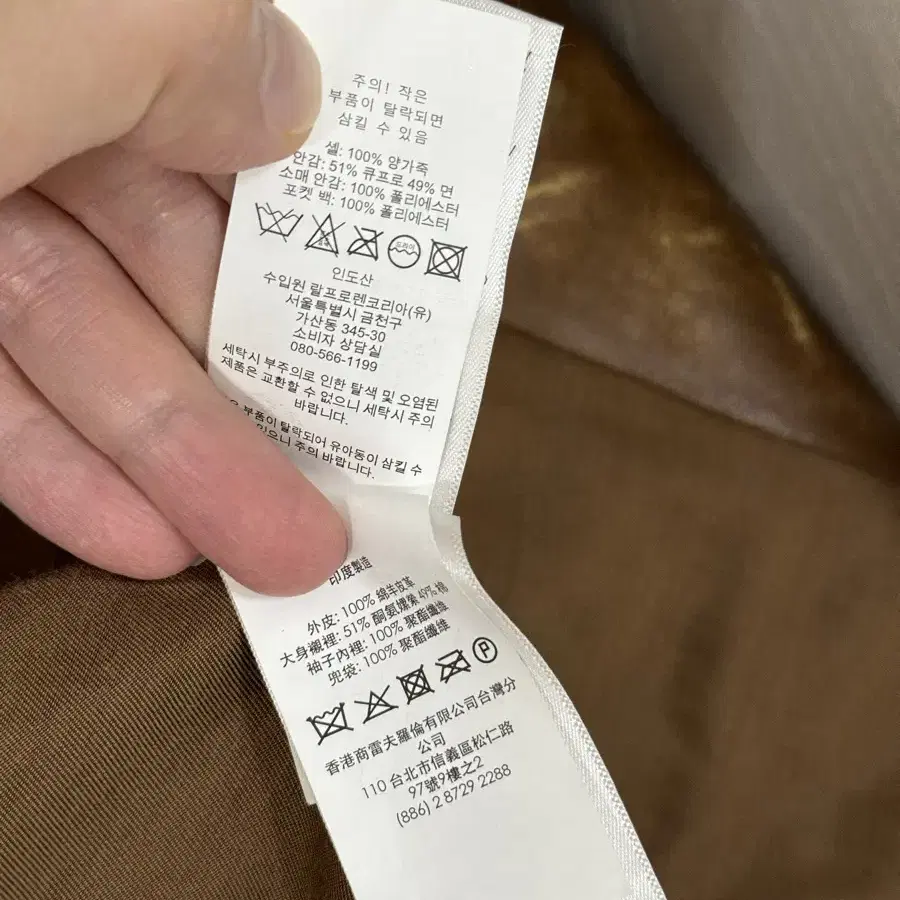 주의! 작은
부품이 탈락되면
삼킬 수 있음
셸: 100% 양가죽
안감: 51% 큐프로 49% 면
소매 안감: 100% 폴리에스터
포켓 백: 100% 폴리에스터
드라이
인도산
수입원 랄프로렌코리아(유)
서울특별시 금천구
가산동 345-30
소비자 상담실
080-566-1199
세탁시 부주의로 인한 탈색 및 오염된
제품은 교환할 수 없으니 세탁시 주의
바랍니다.
부품이 탈락되어 유아동이 삼킬 수
있으니 주의 바랍니다.
印度製造
外皮: 100% 綿羊皮革
大身襯裡: 51% 酮氨嫘縈 49% 棉
袖子內裡: 100% 聚酯纖維
兜袋: 100% 聚酯纖維
P
香港商雷夫羅倫有限公司台灣分
公司
110 台北市信義區松仁路
97號9樓之2
(886) 2 8729 2288